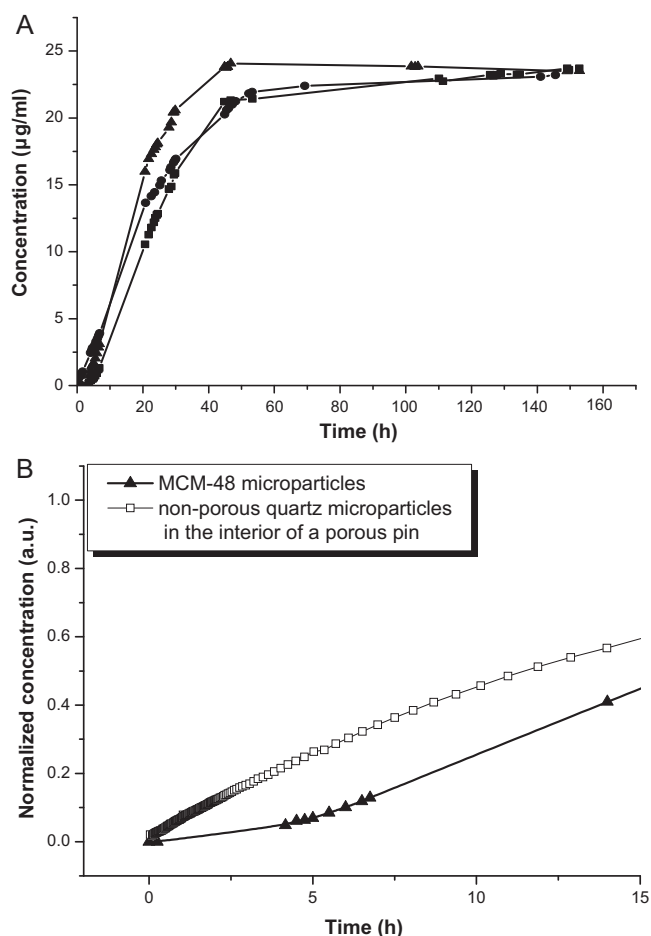 A
Concentration (µg/ml)
25
20
15
10
5
0
0 20 40 60 80 100 120 140 160
Time (h)
B
MCM-48 microparticles
non-porous quartz microparticles
in the interior of a porous pin
Normalized concentration (a.u.)
1.0
0.8
0.6
0.4
0.2
0.0
0 5 10 15
Time (h)